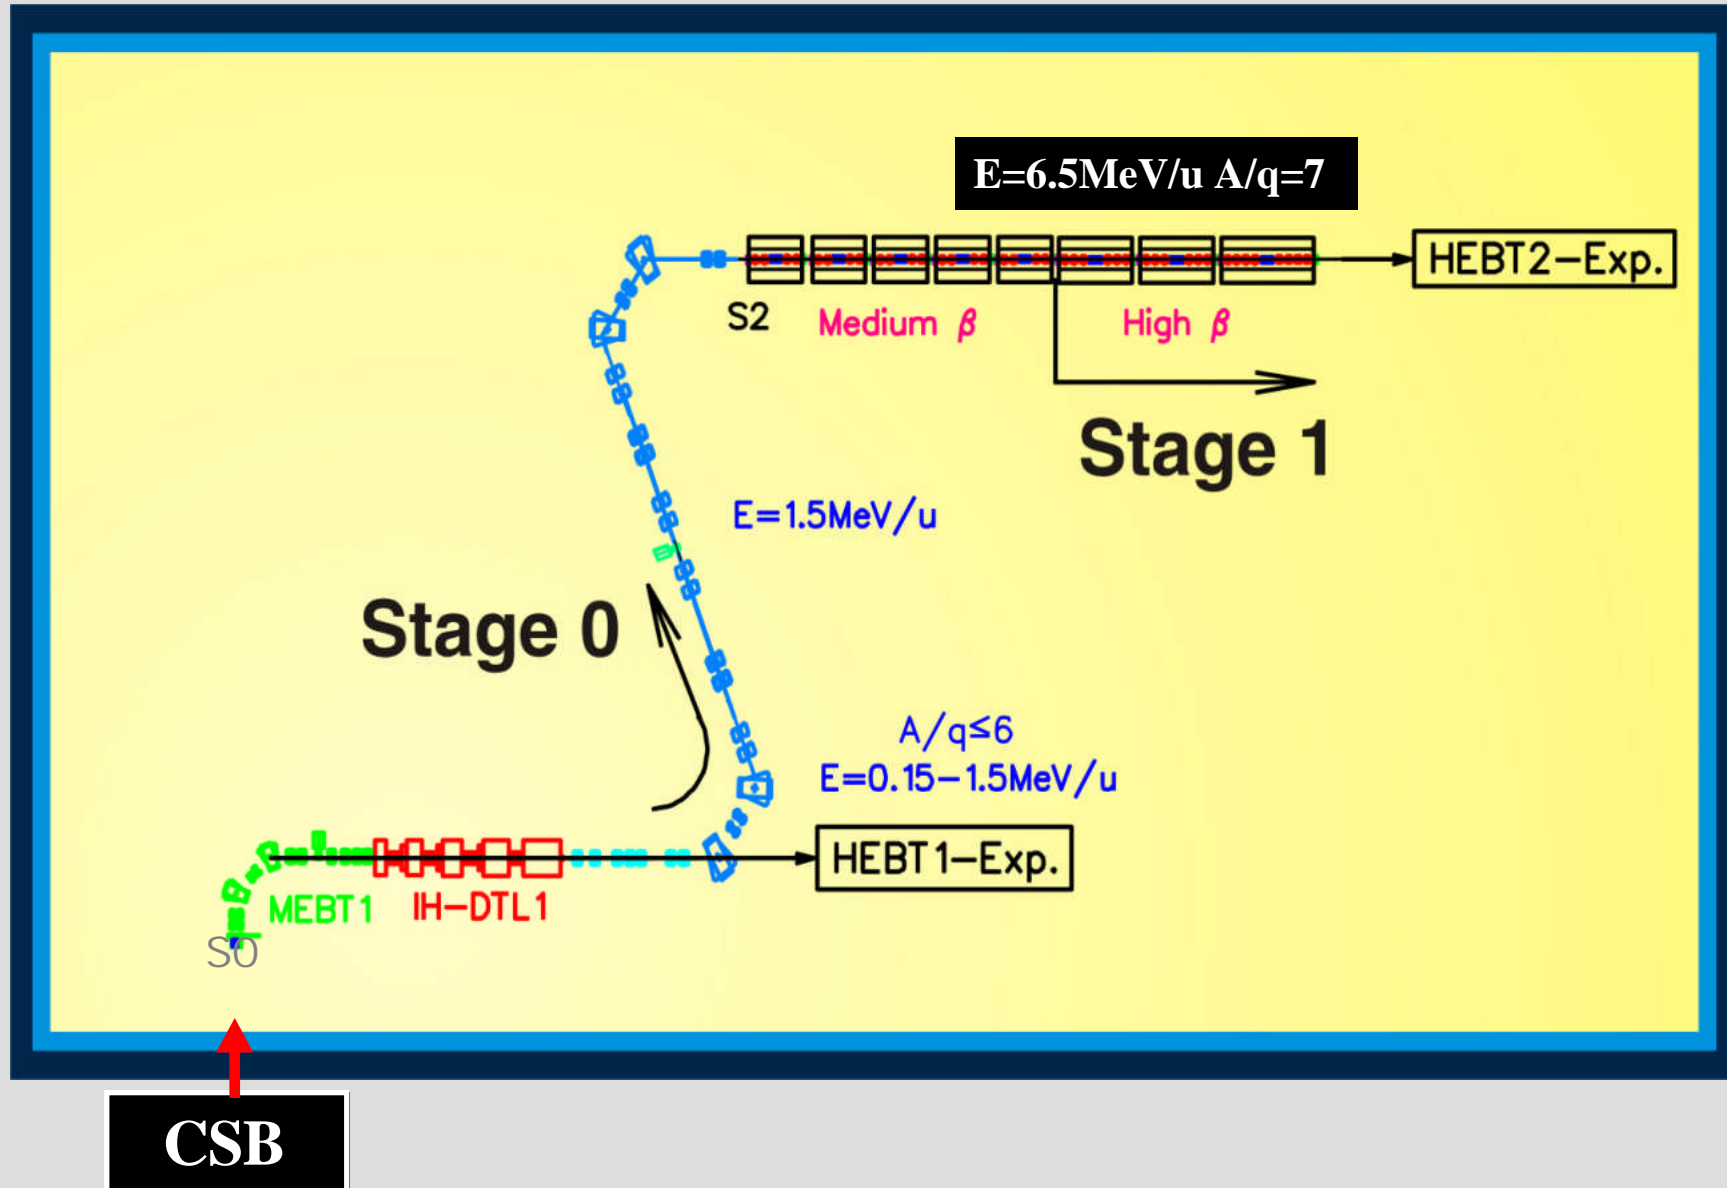 E=6.5MeV/u A/q=7
HEBT2-Exp.
S2
Medium β
High β
Stage 1
E=1.5MeV/u
Stage 0
A/q≤6
E=0.15-1.5MeV/u
HEBT1-Exp.
MEBT1
IH-DTL1
S0
CSB